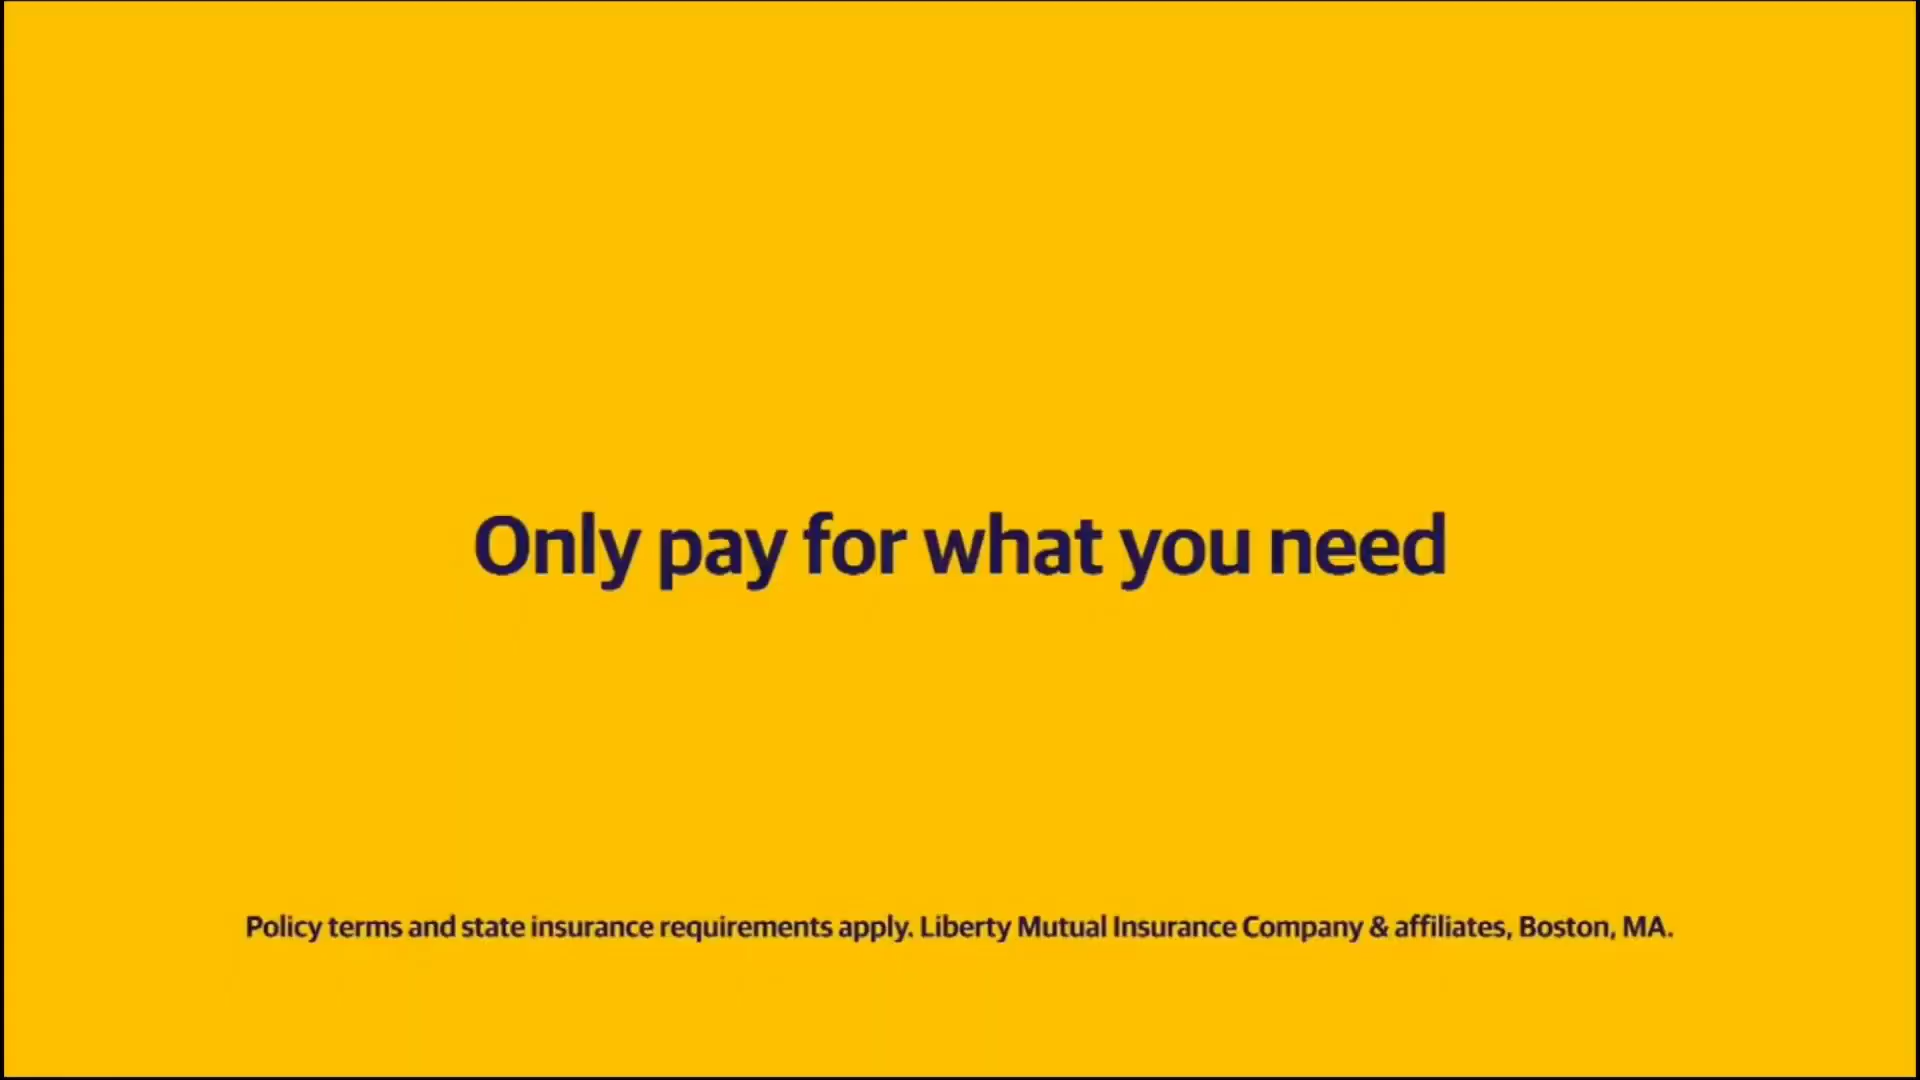 Only pay for what you need
Policy terms and state insurance requirements apply. Liberty Mutual Insurance Company & affiliates, Boston, MA.